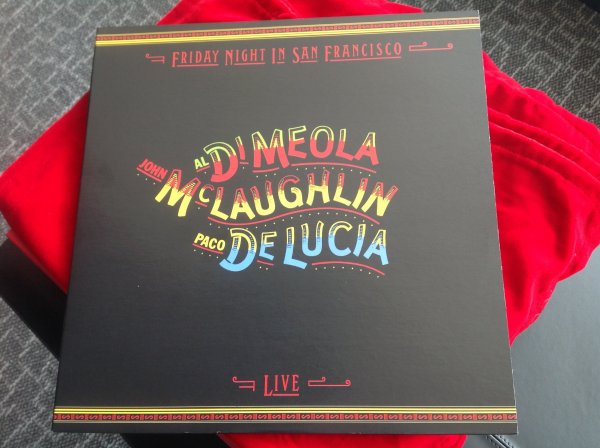 Friday Night In San Francisco
AL DI MEOLA
JOHN McLAUGHLIN
PACO DE LUCIA
Live